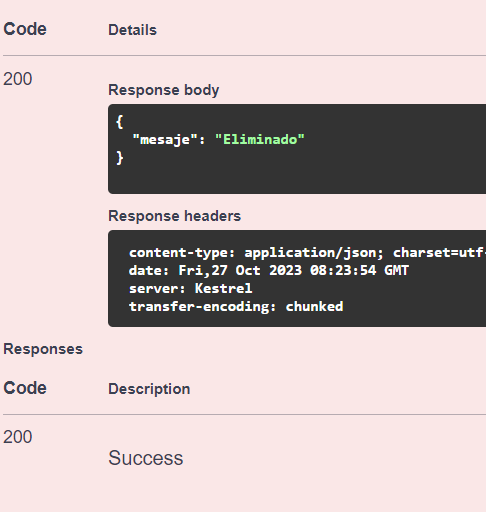 Code Details
200
Response body
{
"mesaje": "Eliminado"
}
Response headers
content-type: application/json; charset=utf-
date: Fri,27 Oct 2023 08:23:54 GMT
server: Kestrel
transfer-encoding: chunked
Responses
Code Description
200
Success